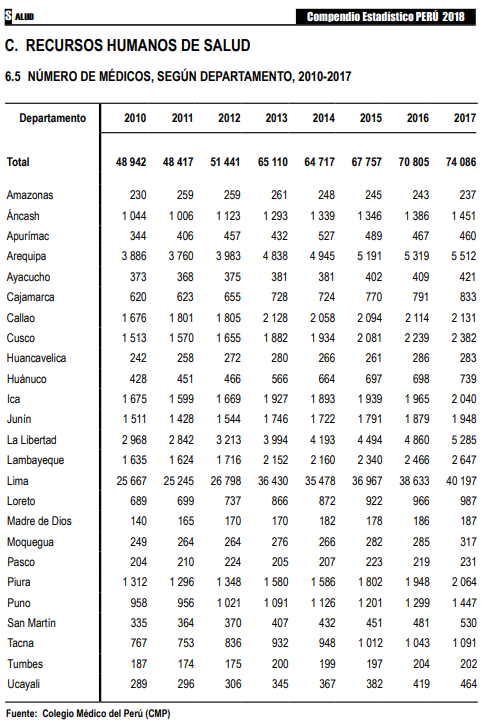 S ALUD
Compendio Estadístico PERÚ 2018
C. RECURSOS HUMANOS DE SALUD
6.5 NÚMERO DE MÉDICOS, SEGÚN DEPARTAMENTO, 2010-2017
Departamento 2010 2011 2012 2013 2014 2015 2016 2017
Total 48 942 48 417 51 441 65 110 64 717 67 757 70 805 74 086
Amazonas 230 259 259 261 248 245 243 237
Áncash 1 044 1 006 1 123 1 293 1 339 1 346 1 386 1 451
Apurímac 344 406 457 432 527 489 467 460
Arequipa 3 886 3 760 3 983 4 838 4 945 5 191 5 319 5 512
Ayacucho 373 368 375 381 381 402 409 421
Cajamarca 620 623 655 728 724 770 791 833
Callao 1 676 1 801 1 805 2 128 2 058 2 094 2 114 2 131
Cusco 1 513 1 570 1 655 1 882 1 934 2 081 2 239 2 382
Huancavelica 242 258 272 280 266 261 286 283
Huánuco 428 451 466 566 664 697 698 739
Ica 1 675 1 599 1 669 1 927 1 893 1 939 1 965 2 040
Junín 1 511 1 428 1 544 1 746 1 722 1 791 1 879 1 948
La Libertad 2 968 2 842 3 213 3 994 4 193 4 494 4 860 5 285
Lambayeque 1 635 1 624 1 716 2 152 2 160 2 340 2 466 2 647
Lima 25 667 25 245 26 798 36 430 35 478 36 967 38 633 40 197
Loreto 689 699 737 866 872 922 966 987
Madre de Dios 140 165 170 170 182 178 186 187
Moquegua 249 264 264 276 266 282 285 317
Pasco 204 210 224 205 207 223 219 231
Piura 1 312 1 296 1 348 1 580 1 586 1 802 1 948 2 064
Puno 958 956 1 021 1 091 1 126 1 201 1 299 1 447
San Martín 335 364 370 407 432 451 481 530
Tacna 767 753 836 932 948 1 012 1 043 1 091
Tumbes 187 174 175 200 199 197 204 202
Ucayali 289 296 306 345 367 382 419 464
Fuente: Colegio Médico del Perú (CMP)